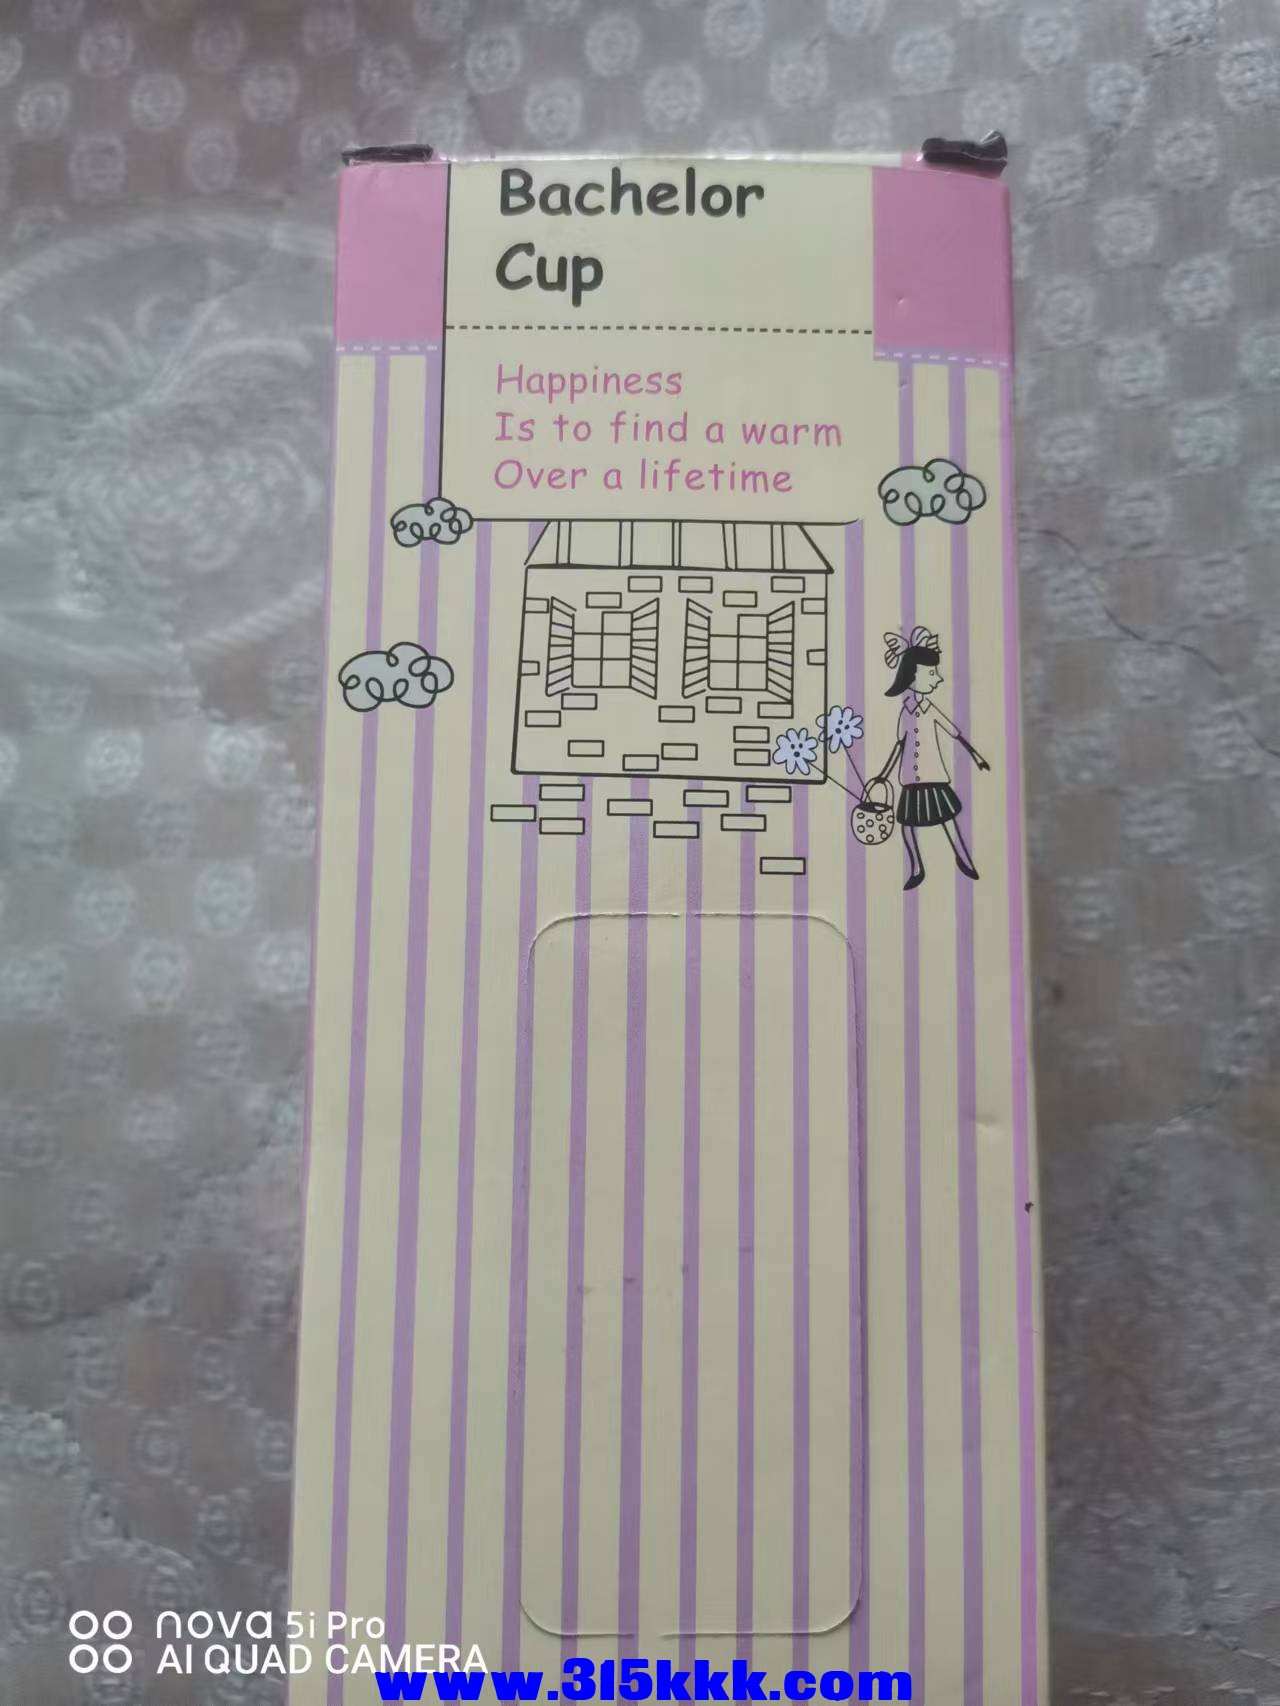 Bachelor
Cup
Happiness
Is to find a warm
Over a lifetime
nova 5i Pro
AI QUAD CAMERA
www.315kkk.com